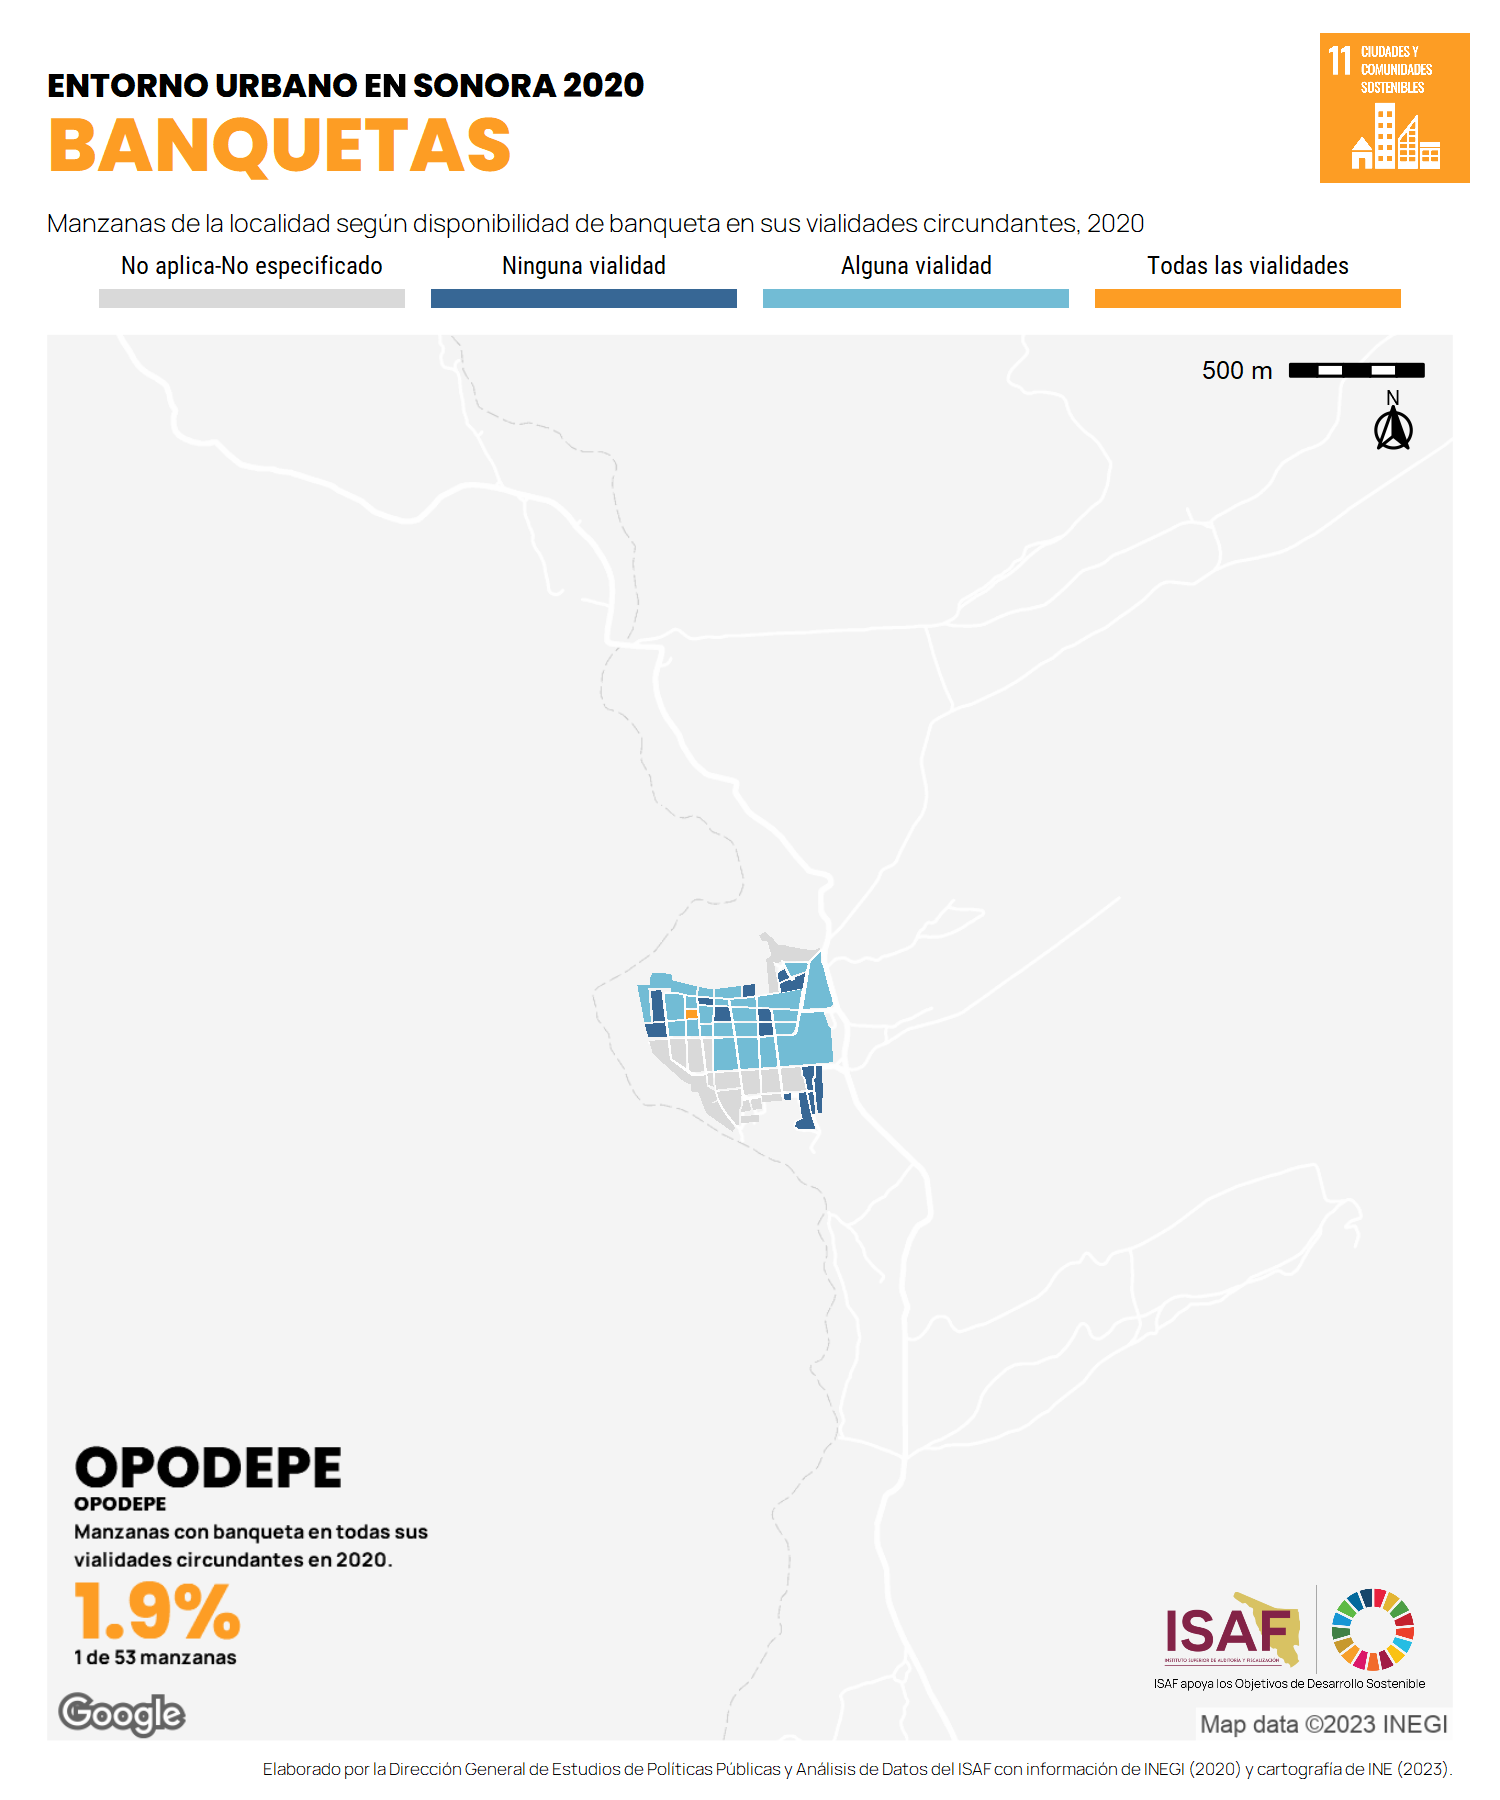 ENTORNO URBANO EN SONORA 2020
BANQUETAS
11 CIUDADES Y
COMUNIDADES
SOSTENIBLES
Manzanas de la localidad según disponibilidad de banqueta en sus vialidades circundantes, 2020
No aplica-No especificado
Ninguna vialidad
Alguna vialidad
Todas las vialidades
500 m
N
OPODEPE
OPODEPE
Manzanas con banqueta en todas sus
vialidades circundantes en 2020.
1.9%
1 de 53 manzanas
Google
ISAF
INSTITUTO SUPERIOR DE AUDITORÍA Y FISCALIZACIÓN
ISAF apoya los Objetivos de Desarrollo Sostenible
Map data ©2023 INEGI
Elaborado por la Dirección General de Estudios de Políticas Públicas y Análisis de Datos del ISAF con información de INEGI (2020) y cartografía de INE (2023).